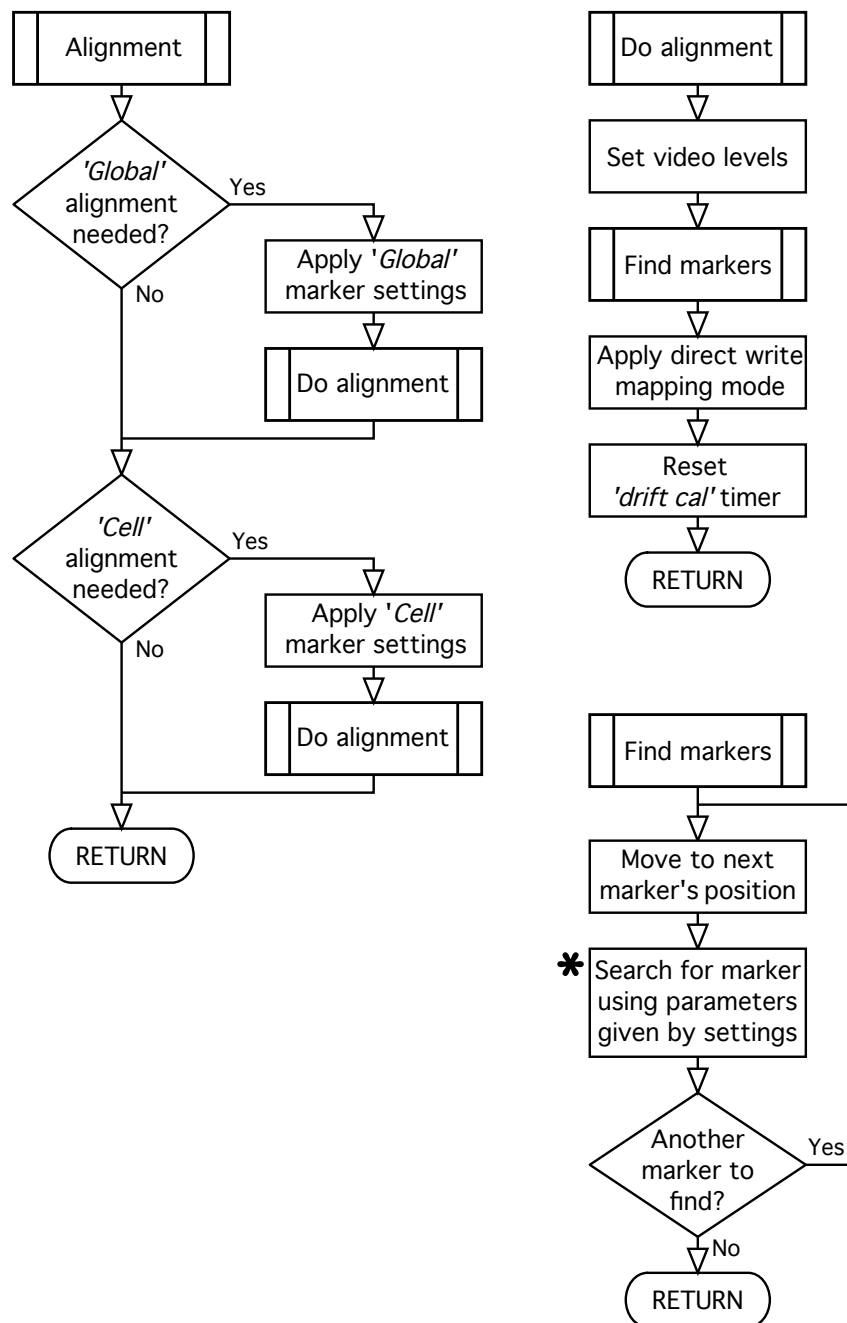 Alignment
'Global'
alignment
needed?
Yes
No
Apply 'Global'
marker settings
Do alignment
'Cell'
alignment
needed?
Yes
No
Apply 'Cell'
marker settings
Do alignment
RETURN
Do alignment
Set video levels
Find markers
Apply direct write
mapping mode
Reset
'drift cal' timer
RETURN
Find markers
Move to next
marker's position
* Search for marker
using parameters
given by settings
Another
marker to
find?
Yes
No
RETURN